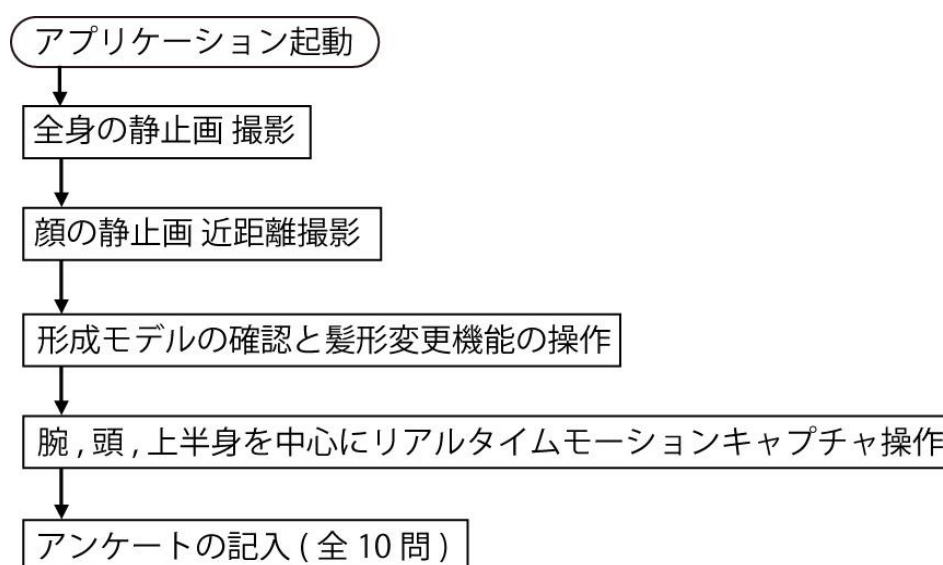 アプリケーション起動
全身の静止画 撮影
顔の静止画 近距離撮影
形成モデルの確認と髪形変更機能の操作
腕 , 頭 , 上半身を中心にリアルタイムモーションキャプチャ操作
アンケートの記入 ( 全 10 問 )